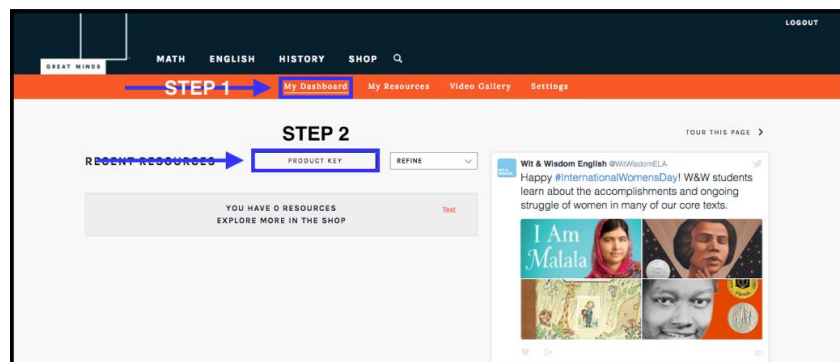 LOGOUT
GREAT MINDS
MATH ENGLISH HISTORY SHOP
STEP 1
My Dashboard My Resources Video Gallery Settings
STEP 2
TOUR THIS PAGE >
RECENT RESOURCES
PRODUCT KEY
REFINE
YOU HAVE 0 RESOURCES
EXPLORE MORE IN THE SHOP
Text
Wit & Wisdom English @WitWisdomELA
Happy #InternationalWomensDay! W&W students
learn about the accomplishments and ongoing
struggle of women in many of our core texts.
I Am
Malala